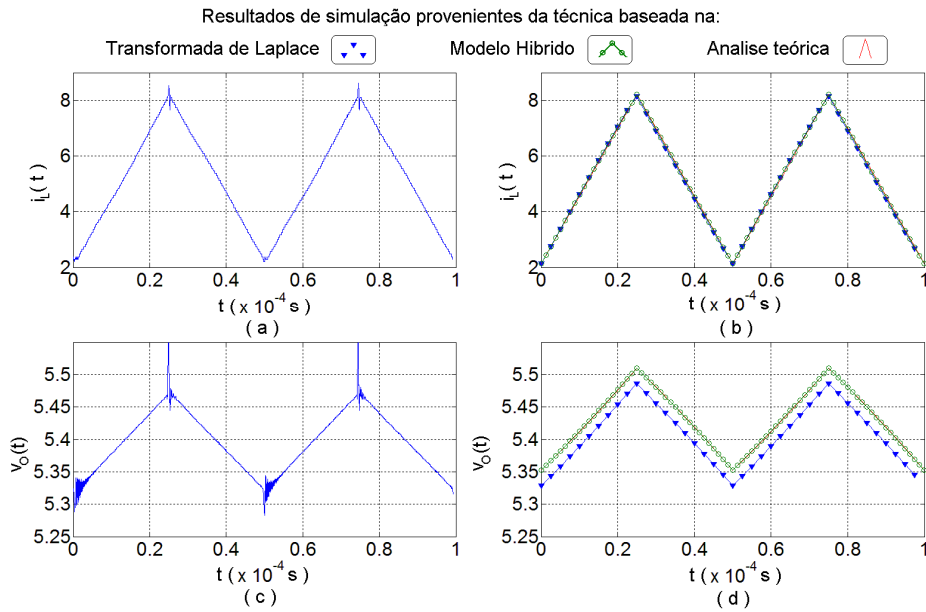 Resultados de simulação provenientes da técnica baseada na:
Transformada de Laplace
Modelo Hibrido
Analise teórica
8
6
4
2
i_L(t)
0
0.2
0.4
0.6
0.8
1
t ( x 10^-4 s )
( a )
8
6
4
2
i_L(t)
0
0.2
0.4
0.6
0.8
1
t ( x 10^-4 s )
( b )
5.5
5.45
5.4
5.35
5.3
5.25
v_O(t)
0
0.2
0.4
0.6
0.8
1
t ( x 10^-4 s )
( c )
5.5
5.45
5.4
5.35
5.3
5.25
v_O(t)
0
0.2
0.4
0.6
0.8
1
t ( x 10^-4 s )
( d )